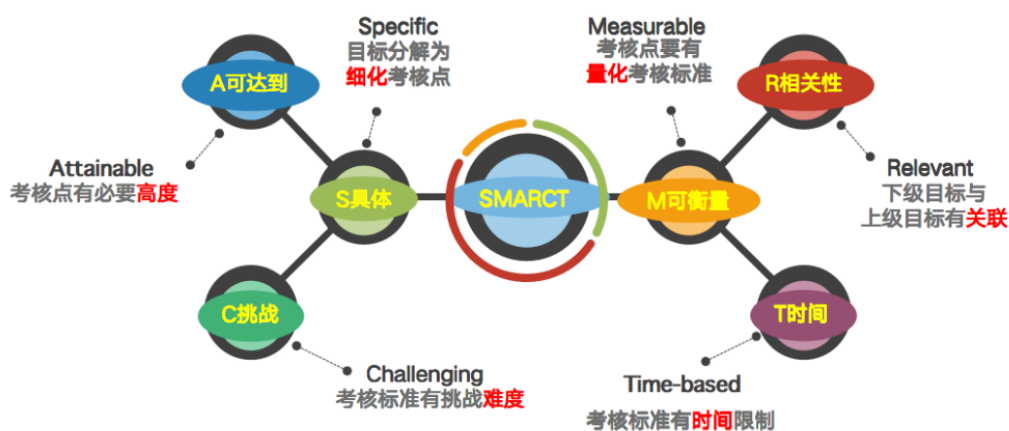 Specific
目标分解为
细化考核点
Measurable
考核点要有
量化考核标准
A可达到
R相关性
Attainable
考核点有必要高度
S具体
SMARCT
M可衡量
Relevant
下级目标与
上级目标有关联
C挑战
T时间
Challenging
考核标准有挑战难度
Time-based
考核标准有时间限制